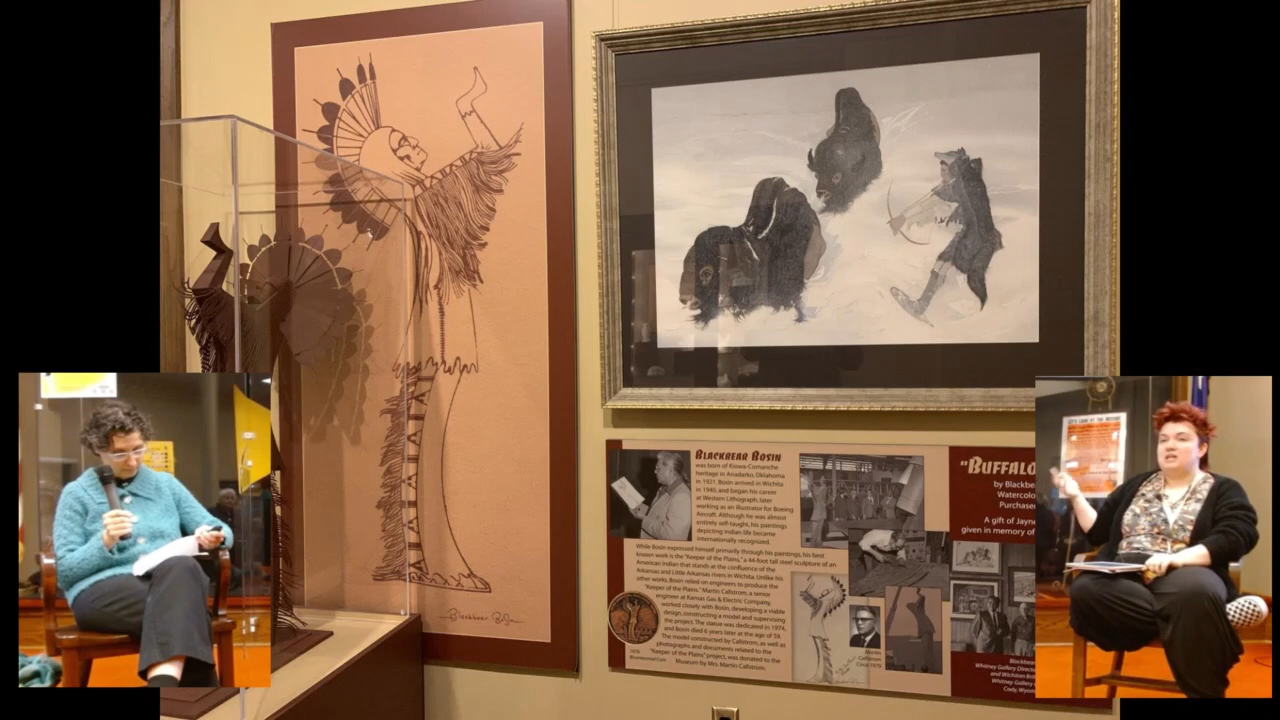 Blackbear Bosin
BLACKBEAR BOSIN
was born of Kiowa-Comanche
heritage in Anadarko, Oklahoma
in 1921. Bosin arrived in Wichita
in 1940, and began his career
at Western Lithograph, later
working as an illustrator for Boeing
Aircraft. Although he was almost
entirely self-taught, his paintings
depicting Indian life became
internationally recognized.
While Bosin expressed himself primarily through his paintings, his best
known work is the "Keeper of the Plains," a 44-foot tall steel sculpture of an
American Indian that stands at the confluence of the
Arkansas and Little Arkansas rivers in Wichita. Unlike his
other works, Bosin relied on engineers to produce the
"Keeper of the Plains." Martin Callstrom, a senior
engineer at Kansas Gas & Electric Company,
worked closely with Bosin, developing a viable
design, constructing a model and supervising
the project. The statue was dedicated in 1974,
and Bosin died 6 years later at the age of 59.
The model constructed by Callstrom, as well as
photographs and documents related to the
"Keeper of the Plains" project, was donated to the
Museum by Mrs. Martin Callstrom.
Martin
Callstrom
Circa 1979
"BUFFALO
by Blackbe
Watercolo
Purchase
A gift of Jayn
given in memory of
Blackbear
Whitney Gallery Direct
and Wichitan Bri
Whitney Gallery
Cody, Wyom